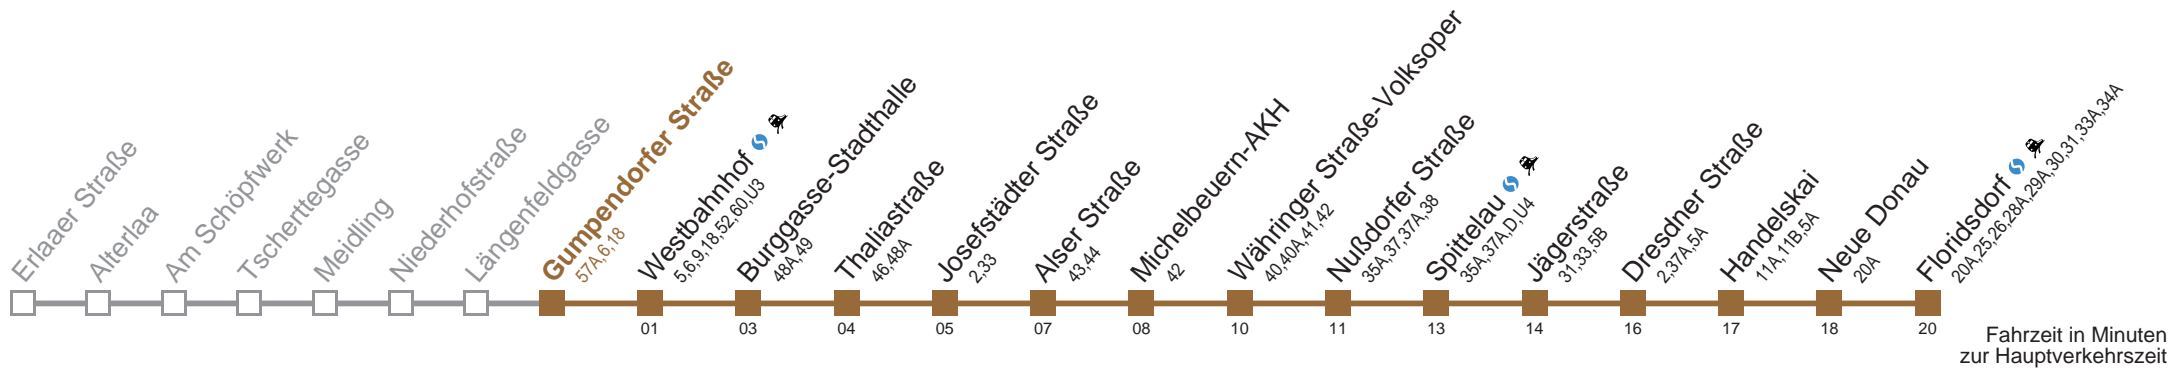 Erlaaer Straße
Alterlaa
Am Schöpfwerk
Tscherttegasse
Meidling
Niederhofstraße
Längenfeldgasse
Gumpendorfer Straße
57A,6,18
Westbahnhof
5,6,9,18,52,60,U3
Burggasse-Stadthalle
48A,49
Thaliastraße
46,48A
Josefstädter Straße
2,33
Alser Straße
43,44
Michelbeuern-AKH
42
Währinger Straße-Volksoper
40,40A,41,42
Nußdorfer Straße
35A,37,37A,38
Spittelau
35A,37A,D,U4
Jägerstraße
31,33,5B
Dresdner Straße
2,37A,5A
Handelskai
11A,11B,5A
Neue Donau
20A
Floridsdorf
20A,25,26,28A,29A,30,31,33A,34A
01 03 04 05 07 08 10 11 13 14 16 17 18 20
Fahrzeit in Minuten
zur Hauptverkehrszeit